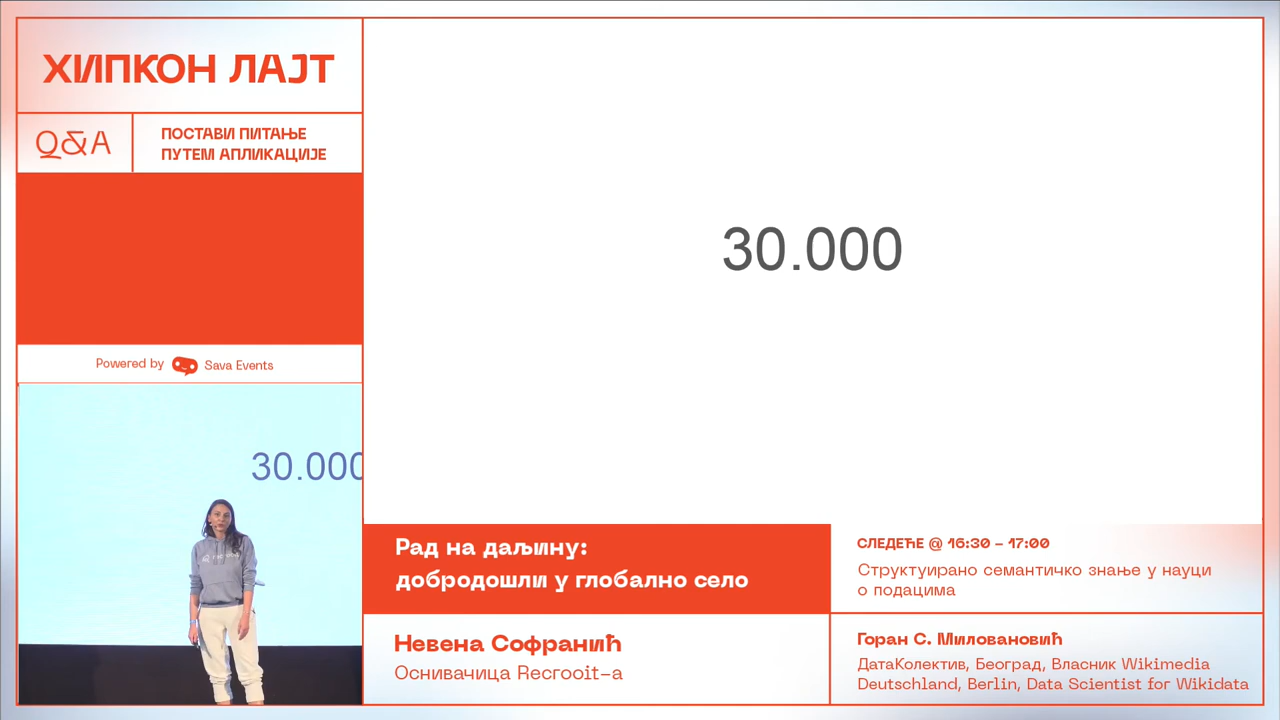 ХИПКОН ЛАЈТ
Q&A
ПОСТАВИ ПИТАЊЕ
ПУТЕМ АПЛИКАЦИЈЕ
30.000
Powered by Sava Events
30.000
Рад на даљину:
добродошли у глобално село
Невена Софранић
Оснивачица Recrooit-а
СЛЕДЕЋЕ @ 16:30 - 17:00
Структуирано семантичко знање у науци
о подацима
Горан С. Миловановић
ДатаКолектив, Београд, Власник Wikimedia
Deutschland, Berlin, Data Scientist for Wikidata